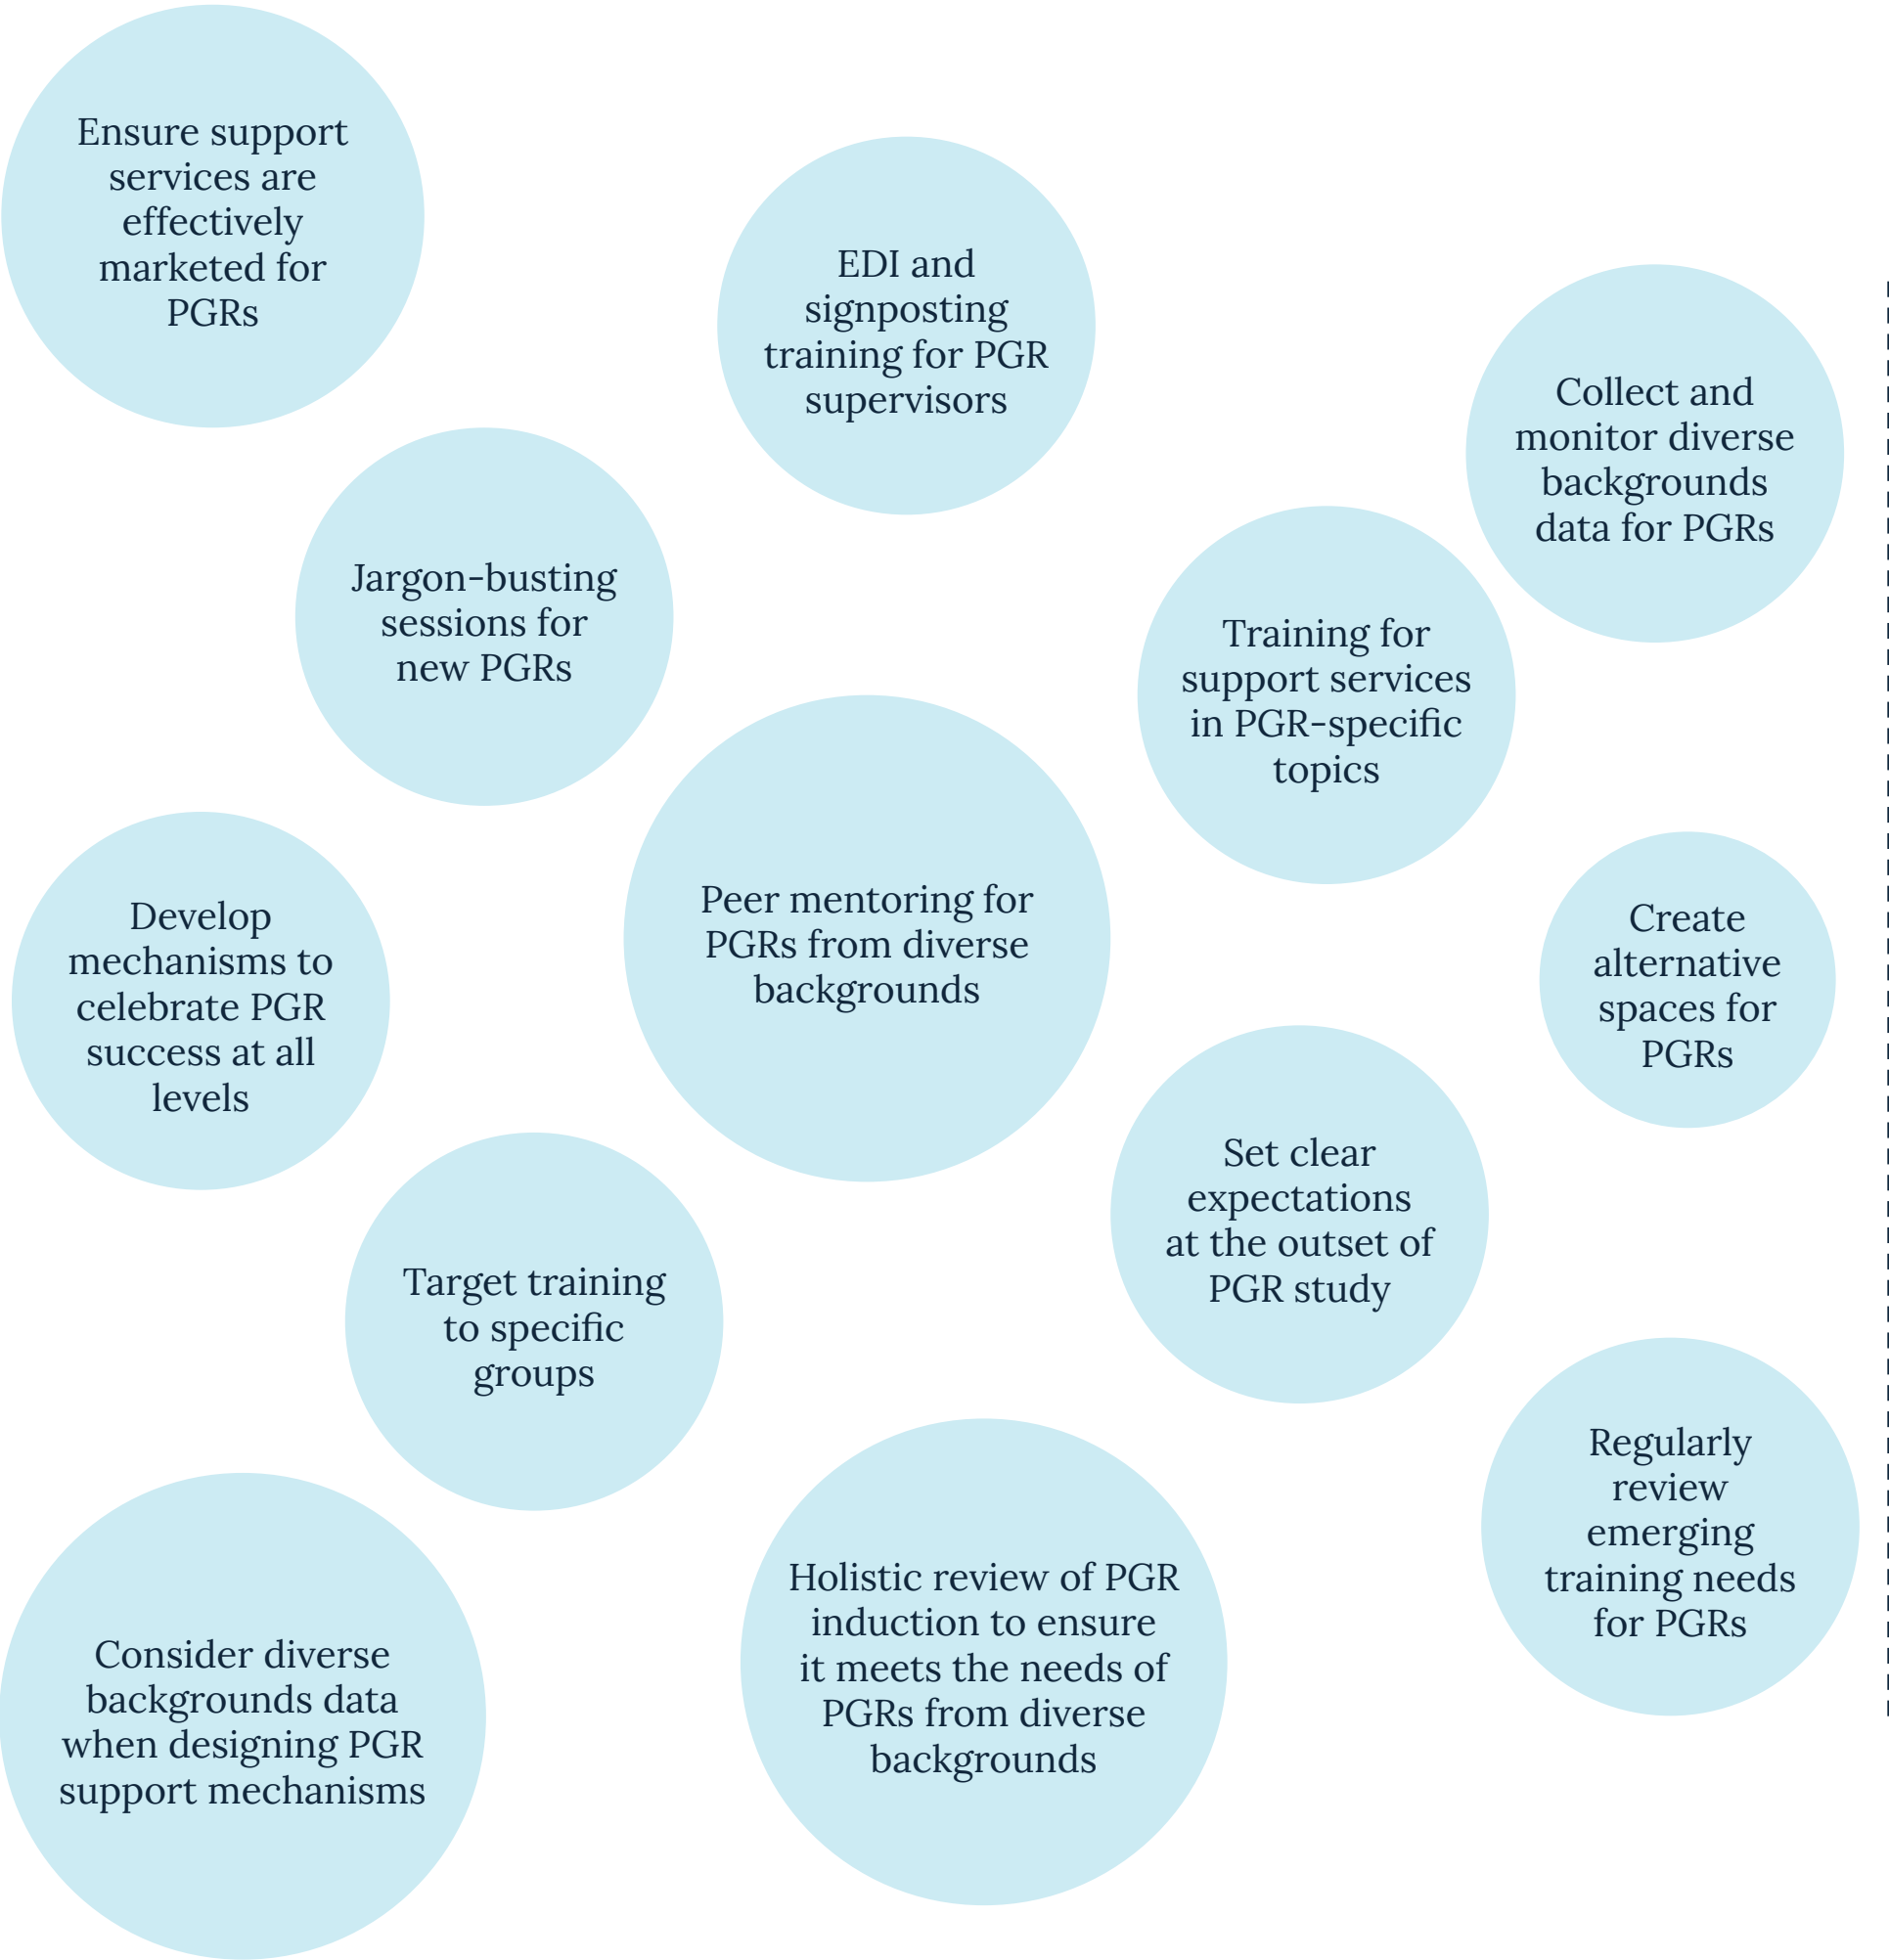 Ensure support
services are
effectively
marketed for
PGRs
EDI and
signposting
training for PGR
supervisors
Collect and
monitor diverse
backgrounds
data for PGRs
Jargon-busting
sessions for
new PGRs
Training for
support services
in PGR-specific
topics
Peer mentoring for
PGRs from diverse
backgrounds
Develop
mechanisms to
celebrate PGR
success at all
levels
Create
alternative
spaces for
PGRs
Set clear
expectations
at the outset of
PGR study
Target training
to specific
groups
Regularly
review
emerging
training needs
for PGRs
Holistic review of PGR
induction to ensure
it meets the needs of
PGRs from diverse
backgrounds
Consider diverse
backgrounds data
when designing PGR
support mechanisms